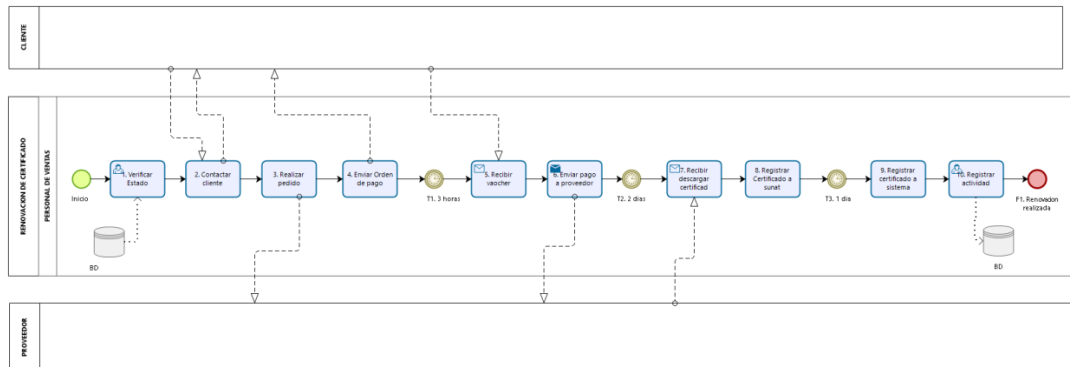 CLIENTE
RENOVACION DE CERTIFICADO
PERSONAL DE VENTAS
Inicio
1. Verificar
Estado
BD
2. Contactar
cliente
3. Realizar
pedido
4. Enviar Orden
de pago
T1. 3 horas
5. Recibir
vaocher
6. Enviar pago
a proveedor
T2. 2 dias
7. Recibir
descargar
certificad
8. Registrar
Certificado a
sunat
T3. 1 dia
9. Registrar
certificado a
sistema
10. Registrar
actividad
BD
F1. Renovacion
realizada
PROVEEDOR